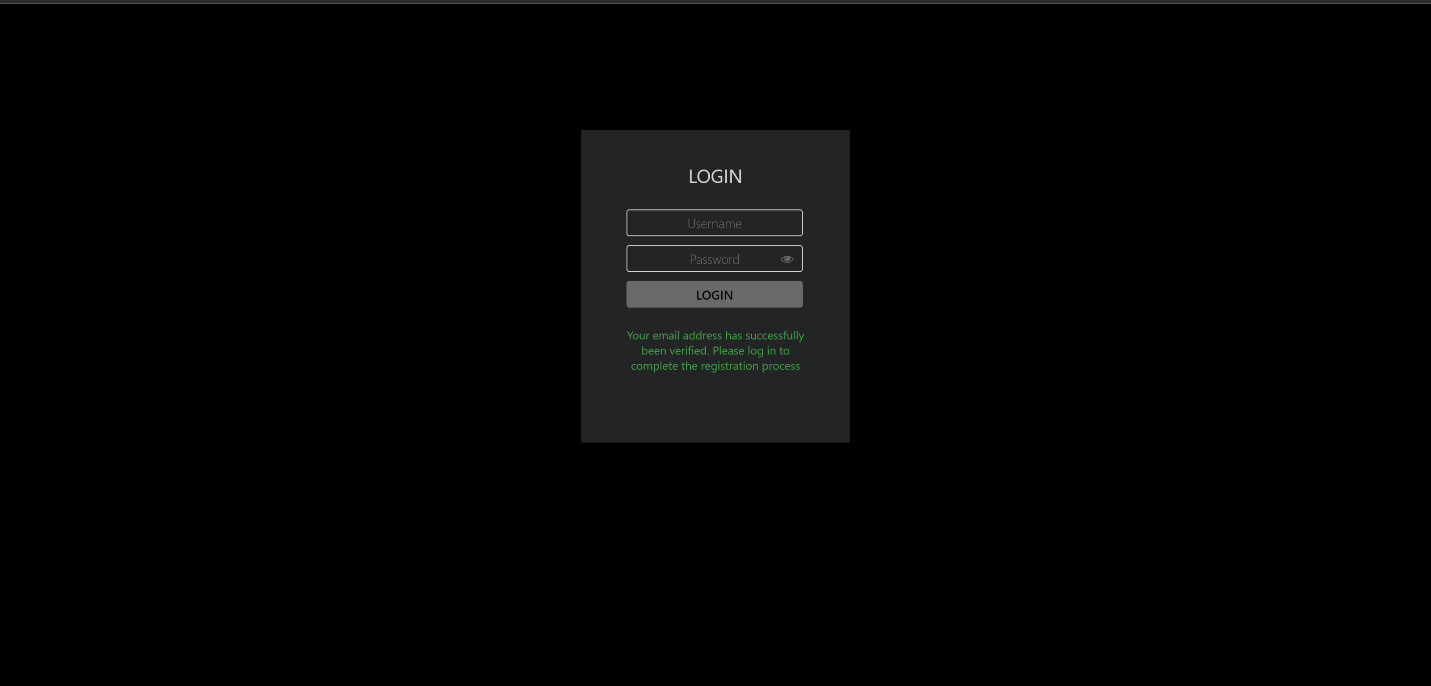 LOGIN
Username
Password
LOGIN
Your email address has successfully
been verified. Please log in to
complete the registration process